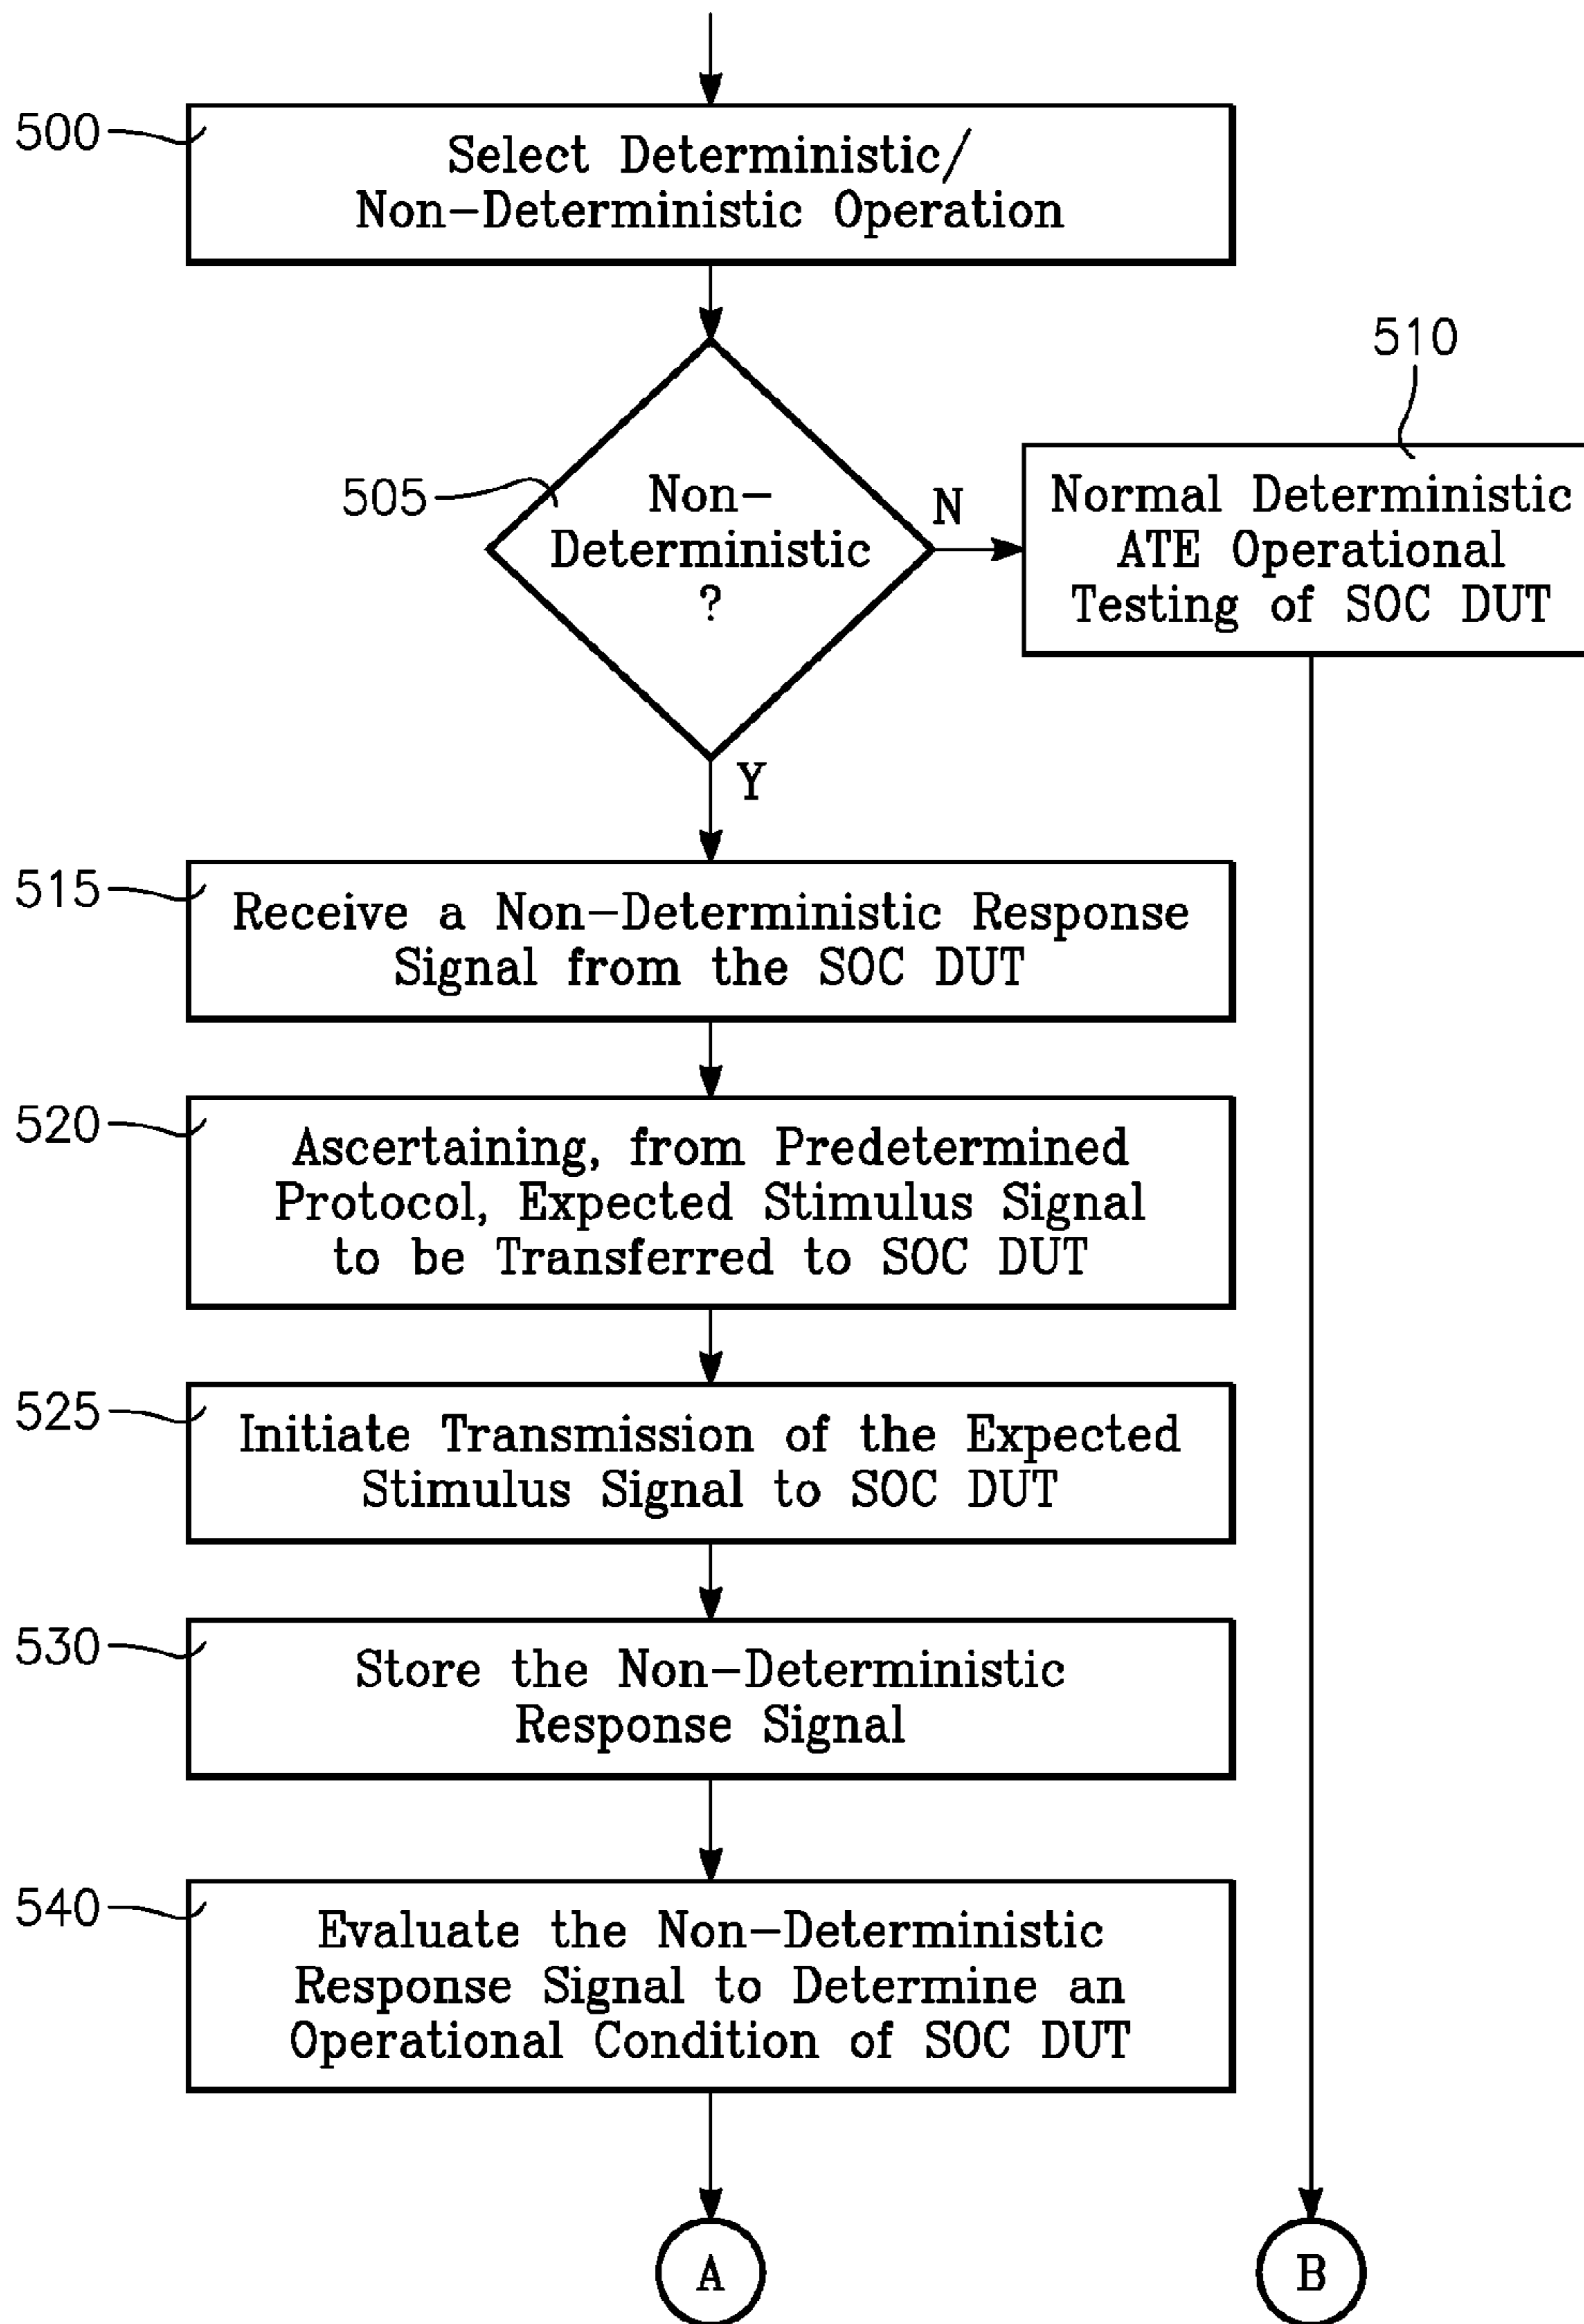 500
Select Deterministic/
Non-Deterministic Operation
505
Non-
Deterministic
?
N
Y
510
Normal Deterministic
ATE Operational
Testing of SOC DUT
515
Receive a Non-Deterministic Response
Signal from the SOC DUT
520
Ascertaining, from Predetermined
Protocol, Expected Stimulus Signal
to be Transferred to SOC DUT
525
Initiate Transmission of the Expected
Stimulus Signal to SOC DUT
530
Store the Non-Deterministic
Response Signal
540
Evaluate the Non-Deterministic
Response Signal to Determine an
Operational Condition of SOC DUT
A
B